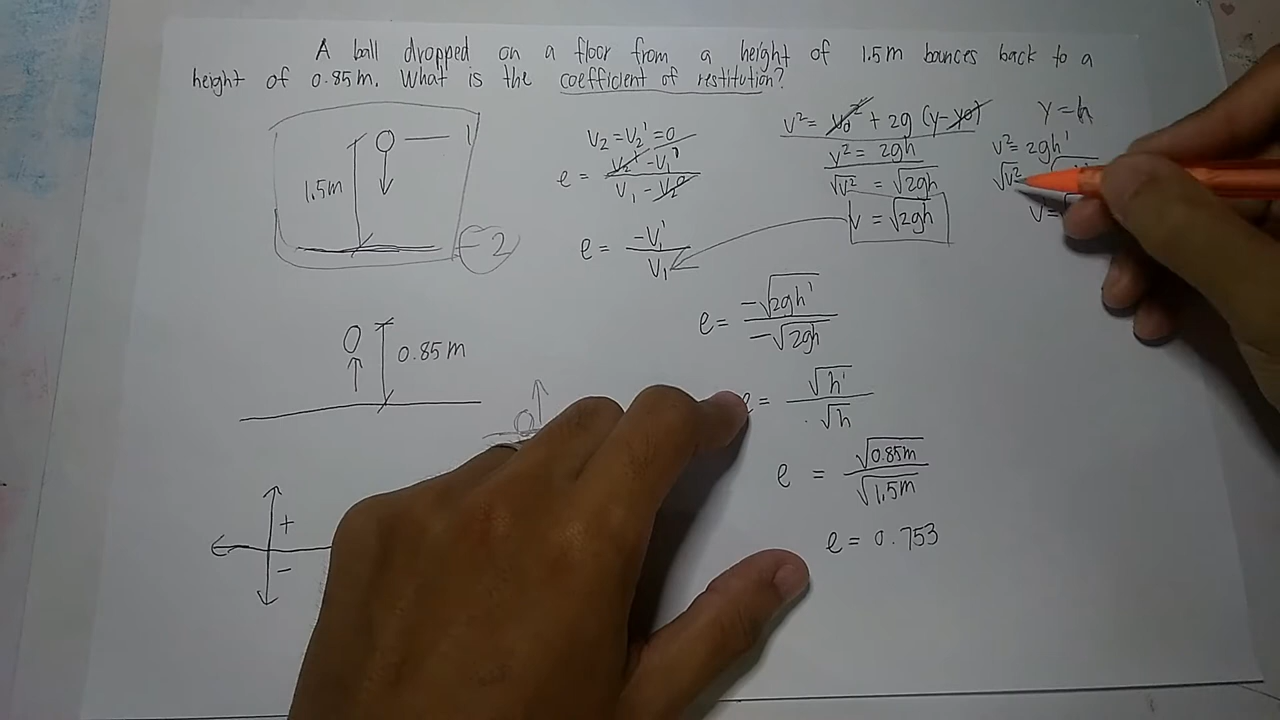 A ball dropped on a floor from a height of 1.5m bounces back to a
height of 0.85m. What is the coefficient of restitution?
1
1.5m
2
0.85m
+
-
V₂=V₂'=0
e = V₂'-V₁' / V₁-V₂
e = -V₁' / V₁
V² = V₀² + 2g (y-y₀)
V² = 2gh
√V² = √2gh
V = √2gh
e = -√2gh' / -√2gh
e = √h' / √h
e = √0.85m / √1.5m
e = 0.753
y=h
V² = 2gh'
√V²
V=